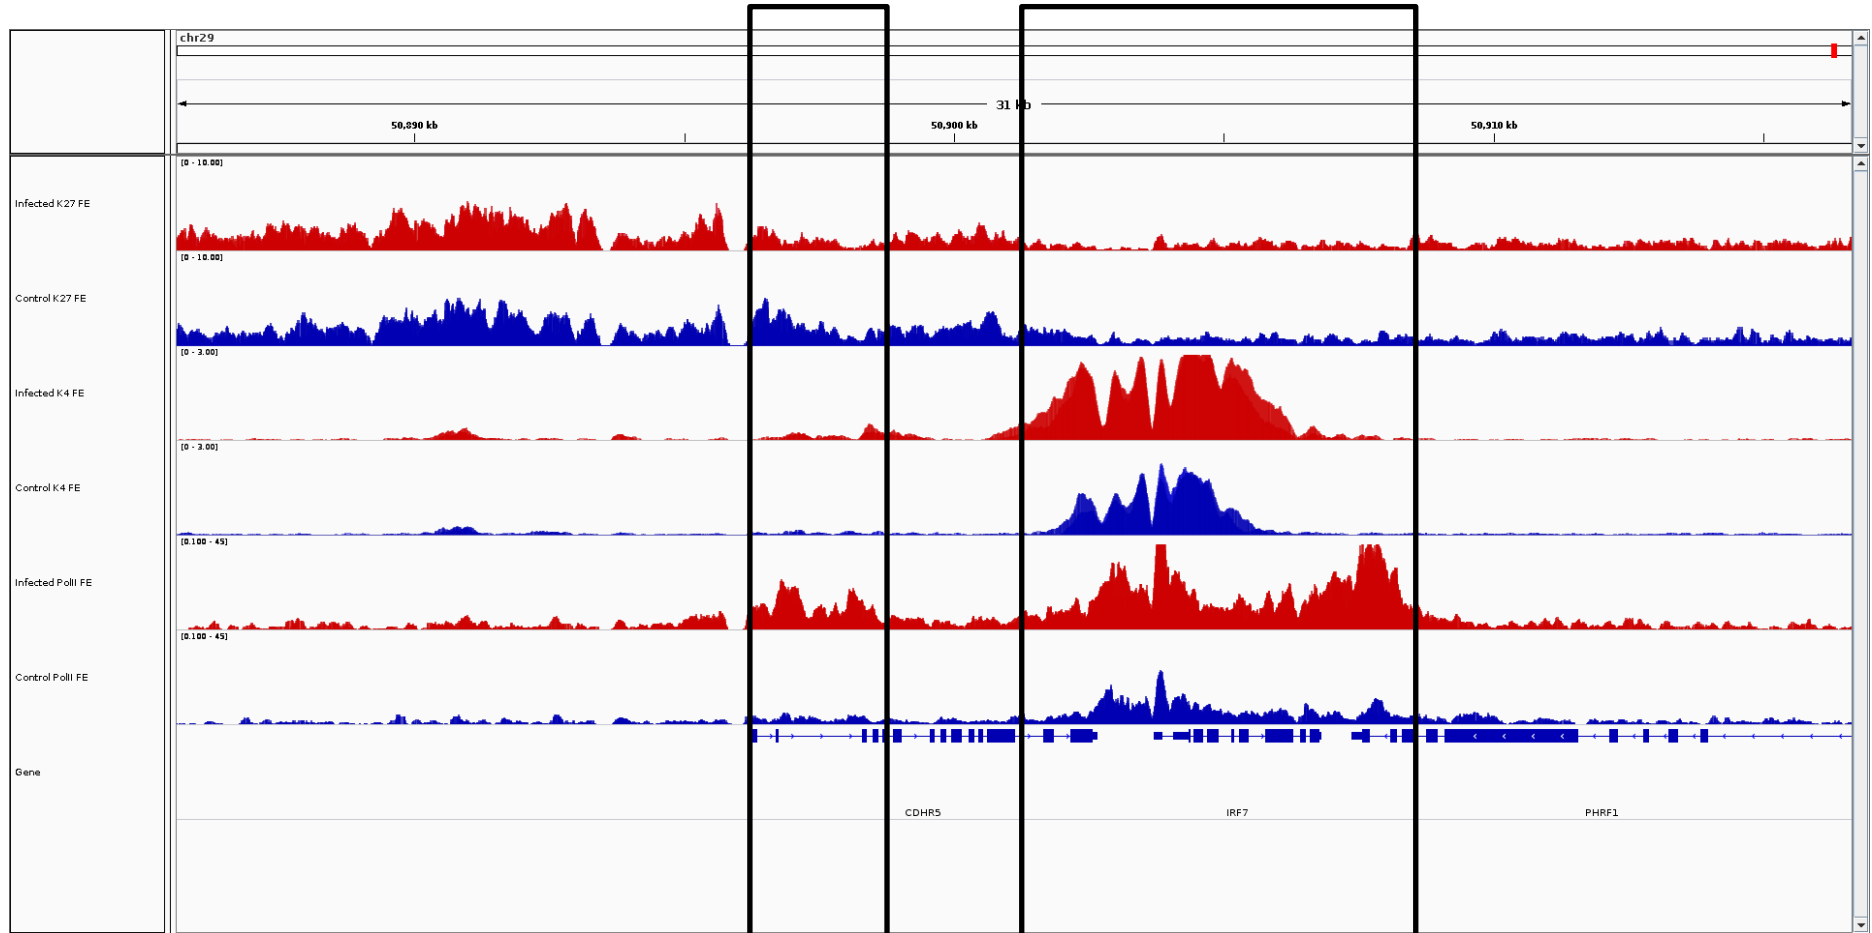 chr29
31 kb
50,890 kb
50,900 kb
50,910 kb
[0 - 10.00]
Infected K27 FE
[0 - 10.00]
Control K27 FE
[0 - 3.00]
Infected K4 FE
[0 - 3.00]
Control K4 FE
[0.100 - 45]
Infected PolII FE
[0.100 - 45]
Control PolII FE
Gene
CDHR5
IRF7
PHRF1